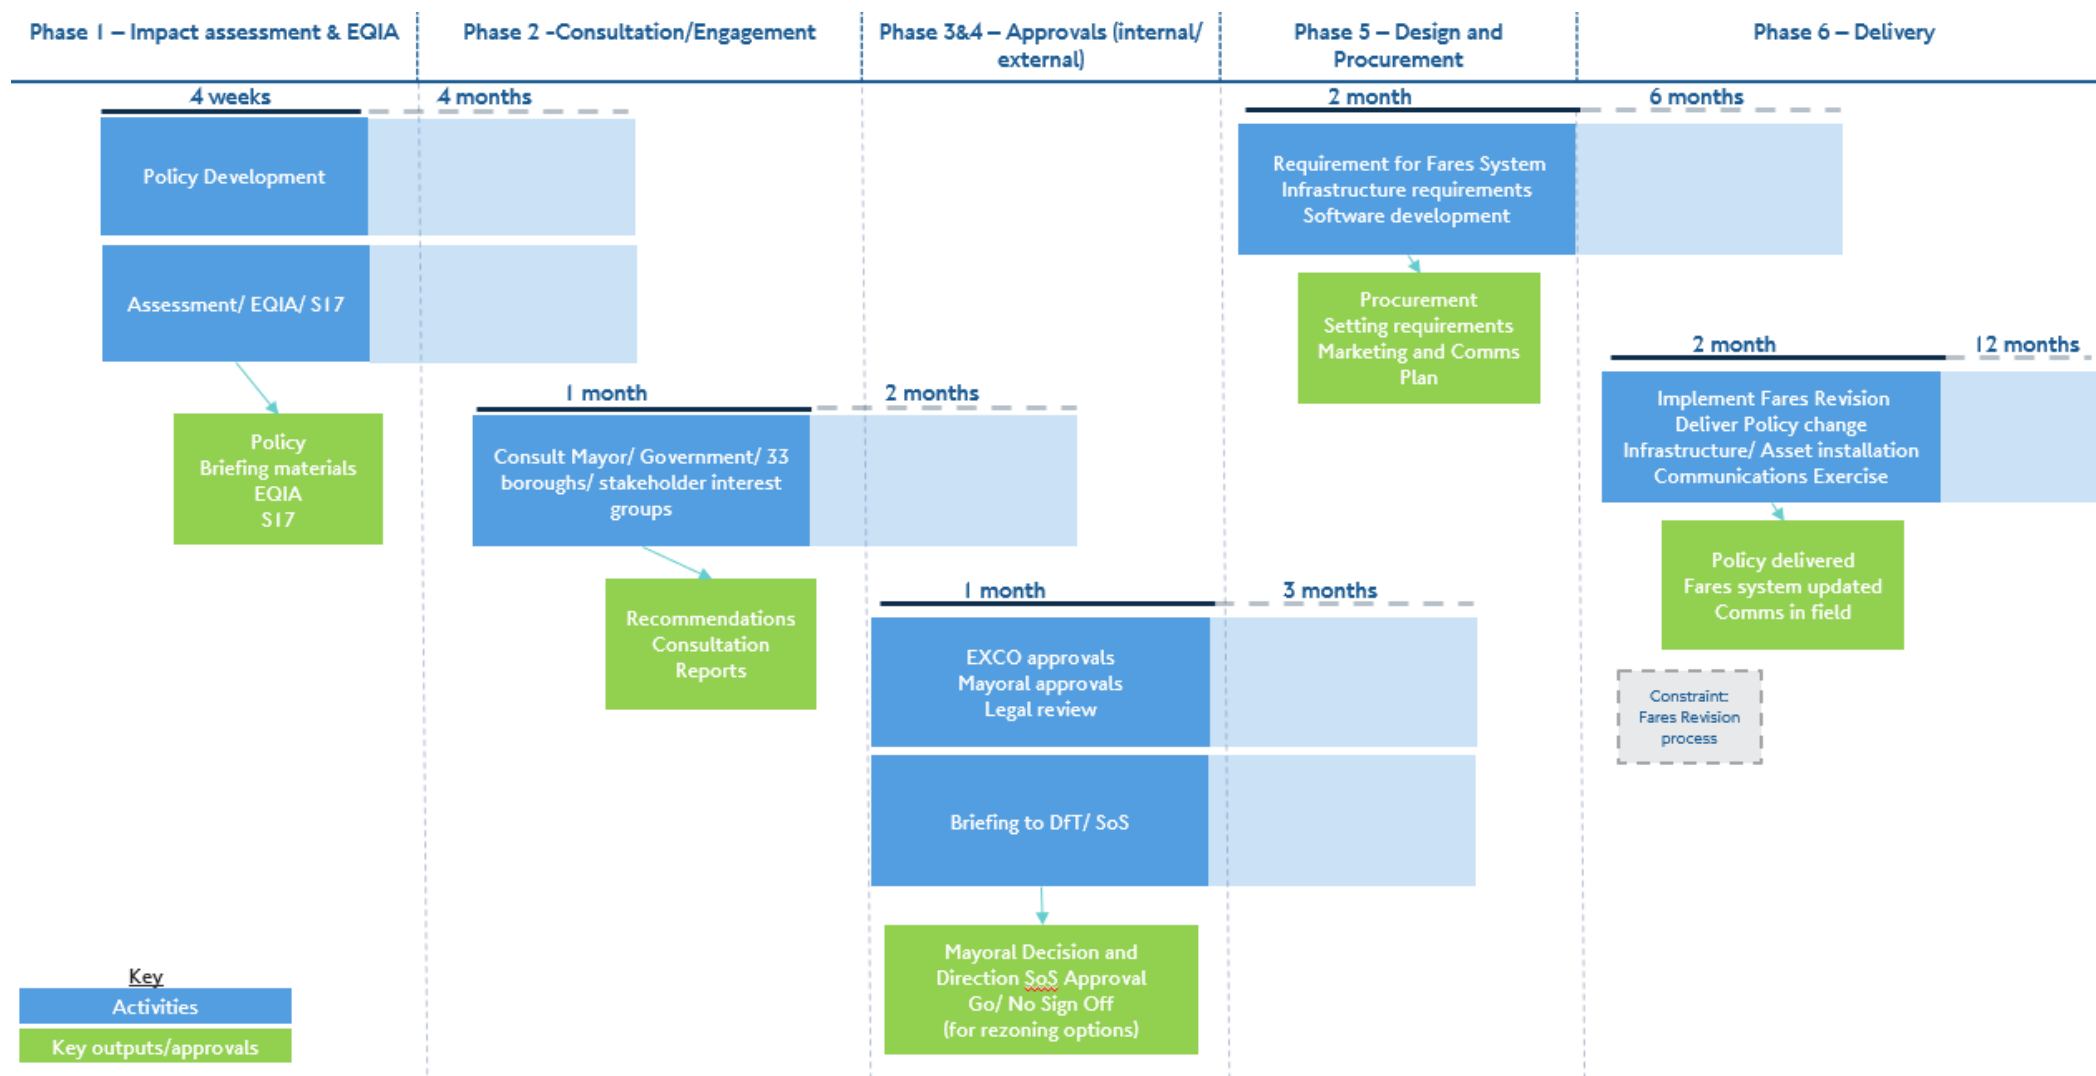 Phase 1 – Impact assessment & EQIA
Phase 2 -Consultation/Engagement
Phase 3&4 – Approvals (internal/
external)
Phase 5 – Design and
Procurement
Phase 6 – Delivery
4 weeks
4 months
Policy Development
Assessment/ EQIA/ S17
Policy
Briefing materials
EQIA
S17
1 month
2 months
Consult Mayor/ Government/ 33
boroughs/ stakeholder interest
groups
Recommendations
Consultation
Reports
1 month
3 months
EXCO approvals
Mayoral approvals
Legal review
Briefing to DfT/ SoS
Mayoral Decision and
Direction SoS Approval
Go/ No Sign Off
(for rezoning options)
2 month
6 months
Requirement for Fares System
Infrastructure requirements
Software development
Procurement
Setting requirements
Marketing and Comms
Plan
2 month
12 months
Implement Fares Revision
Deliver Policy change
Infrastructure/ Asset installation
Communications Exercise
Policy delivered
Fares system updated
Comms in field
Constraint:
Fares Revision
process
Key
Activities
Key outputs/approvals